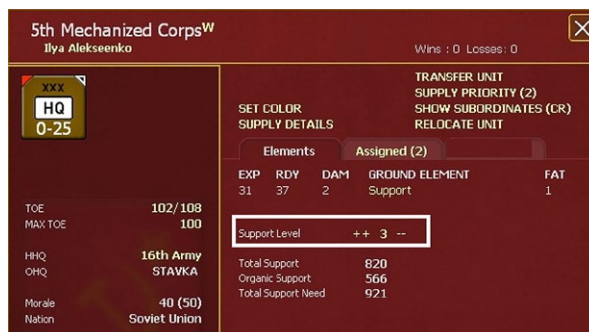 5th Mechanized Corps W
Ilya Alekseenko
Wins : 0 Losses: 0
X
XXX
HQ
0-25
TRANSFER UNIT
SUPPLY PRIORITY (2)
SET COLOR SHOW SUBORDINATES (CR)
SUPPLY DETAILS RELOCATE UNIT
Elements Assigned (2)
EXP RDY DAM GROUND ELEMENT FAT
31 37 2 Support 1
TOE 102/108
MAX TOE 100
Support Level ++ 3 --
HHQ 16th Army
OHQ STAVKA
Total Support 820
Organic Support 566
Total Support Need 921
Morale 40 (50)
Nation Soviet Union